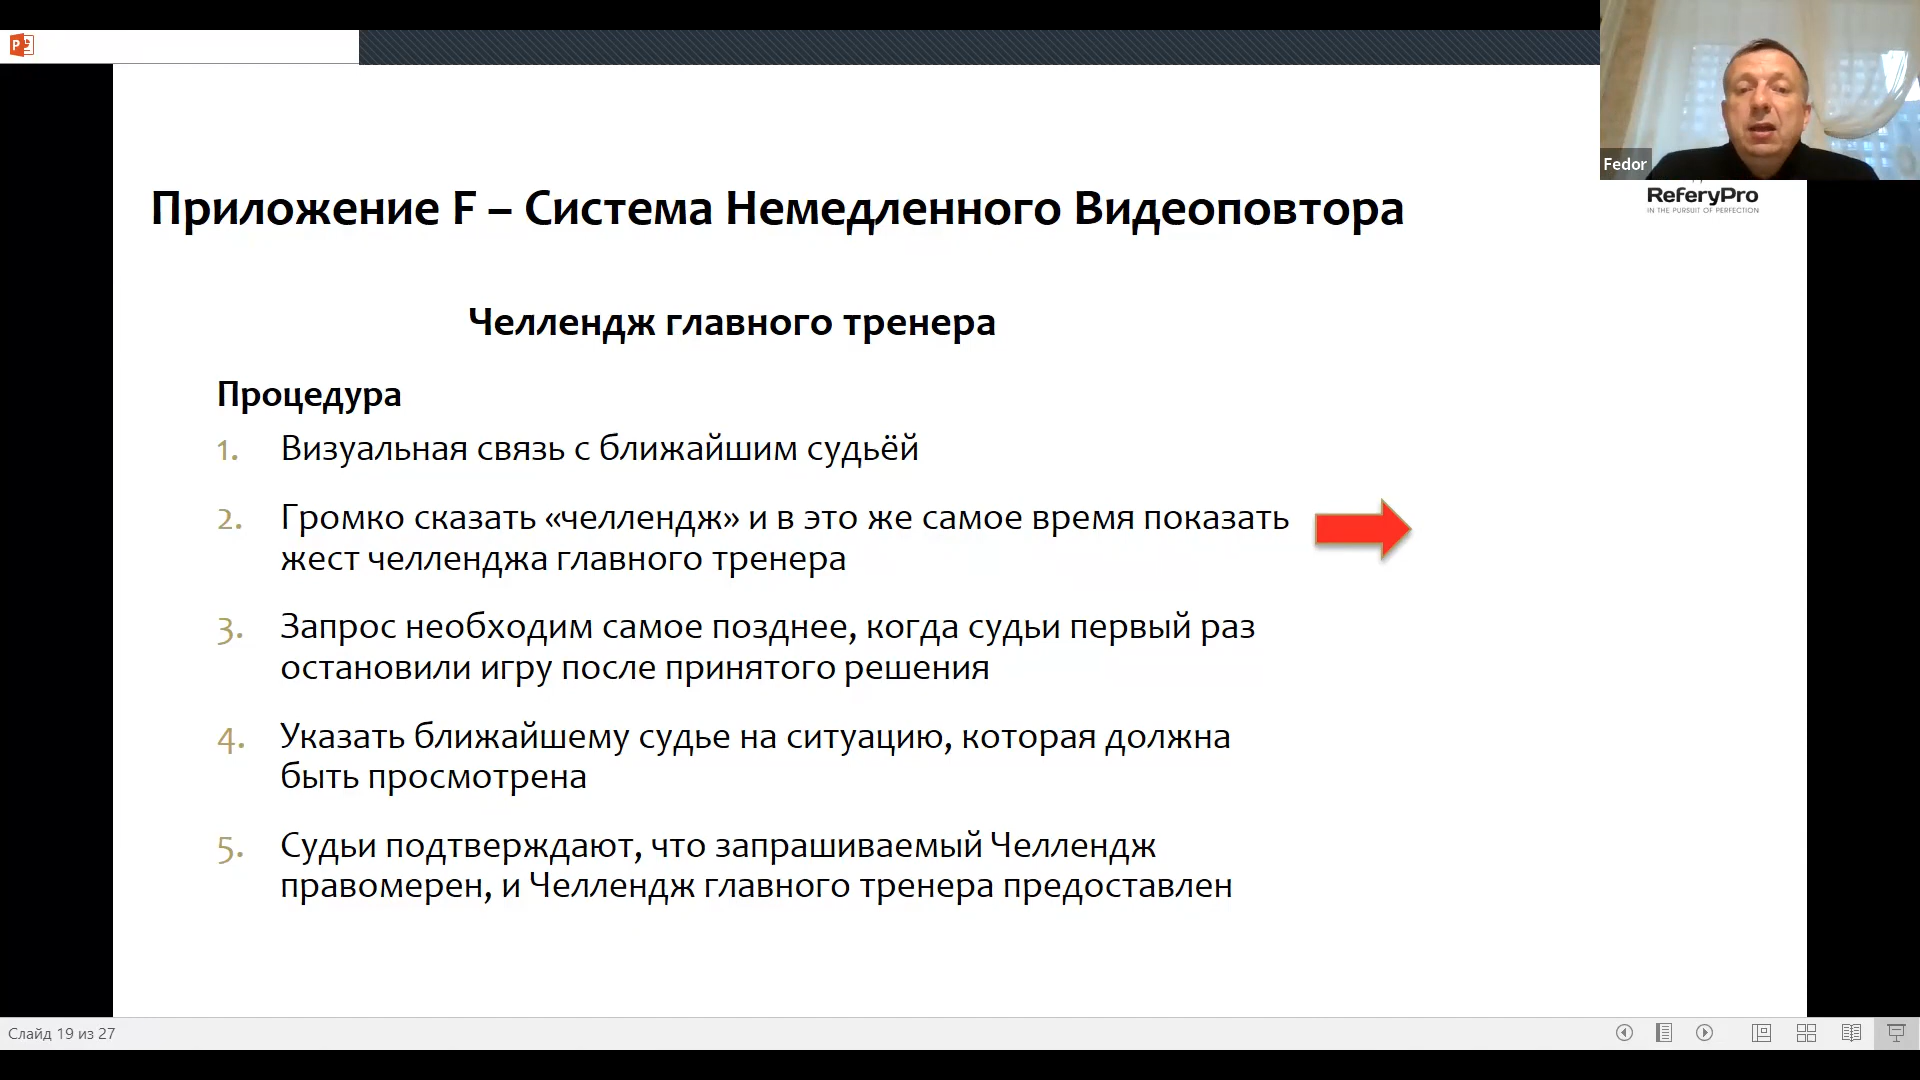 Fedor
ReferyPro
IN THE PURSUIT OF PERFECTION
Приложение F – Система Немедленного Видеоповтора
Челлендж главного тренера
Процедура
1. Визуальная связь с ближайшим судьёй
2. Громко сказать «челлендж» и в это же самое время показать
жест челленджа главного тренера
3. Запрос необходим самое позднее, когда судьи первый раз
остановили игру после принятого решения
4. Указать ближайшему судье на ситуацию, которая должна
быть просмотрена
5. Судьи подтверждают, что запрашиваемый Челлендж
правомерен, и Челлендж главного тренера предоставлен
Слайд 19 из 27